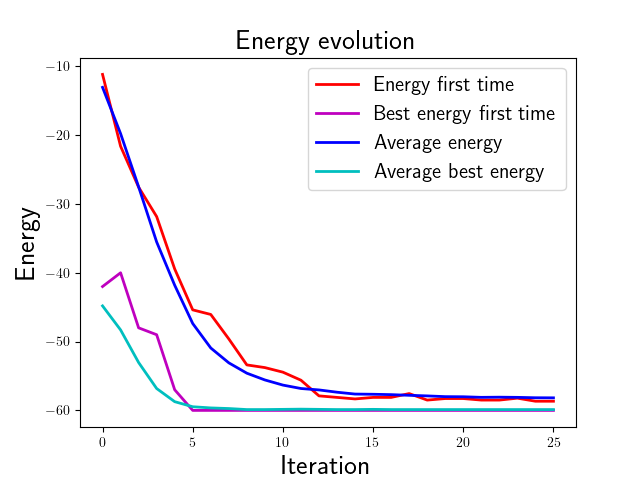 Energy evolution
Energy first time
Best energy first time
Average energy
Average best energy
Energy
−10
−20
−30
−40
−50
−60
0 5 10 15 20 25
Iteration